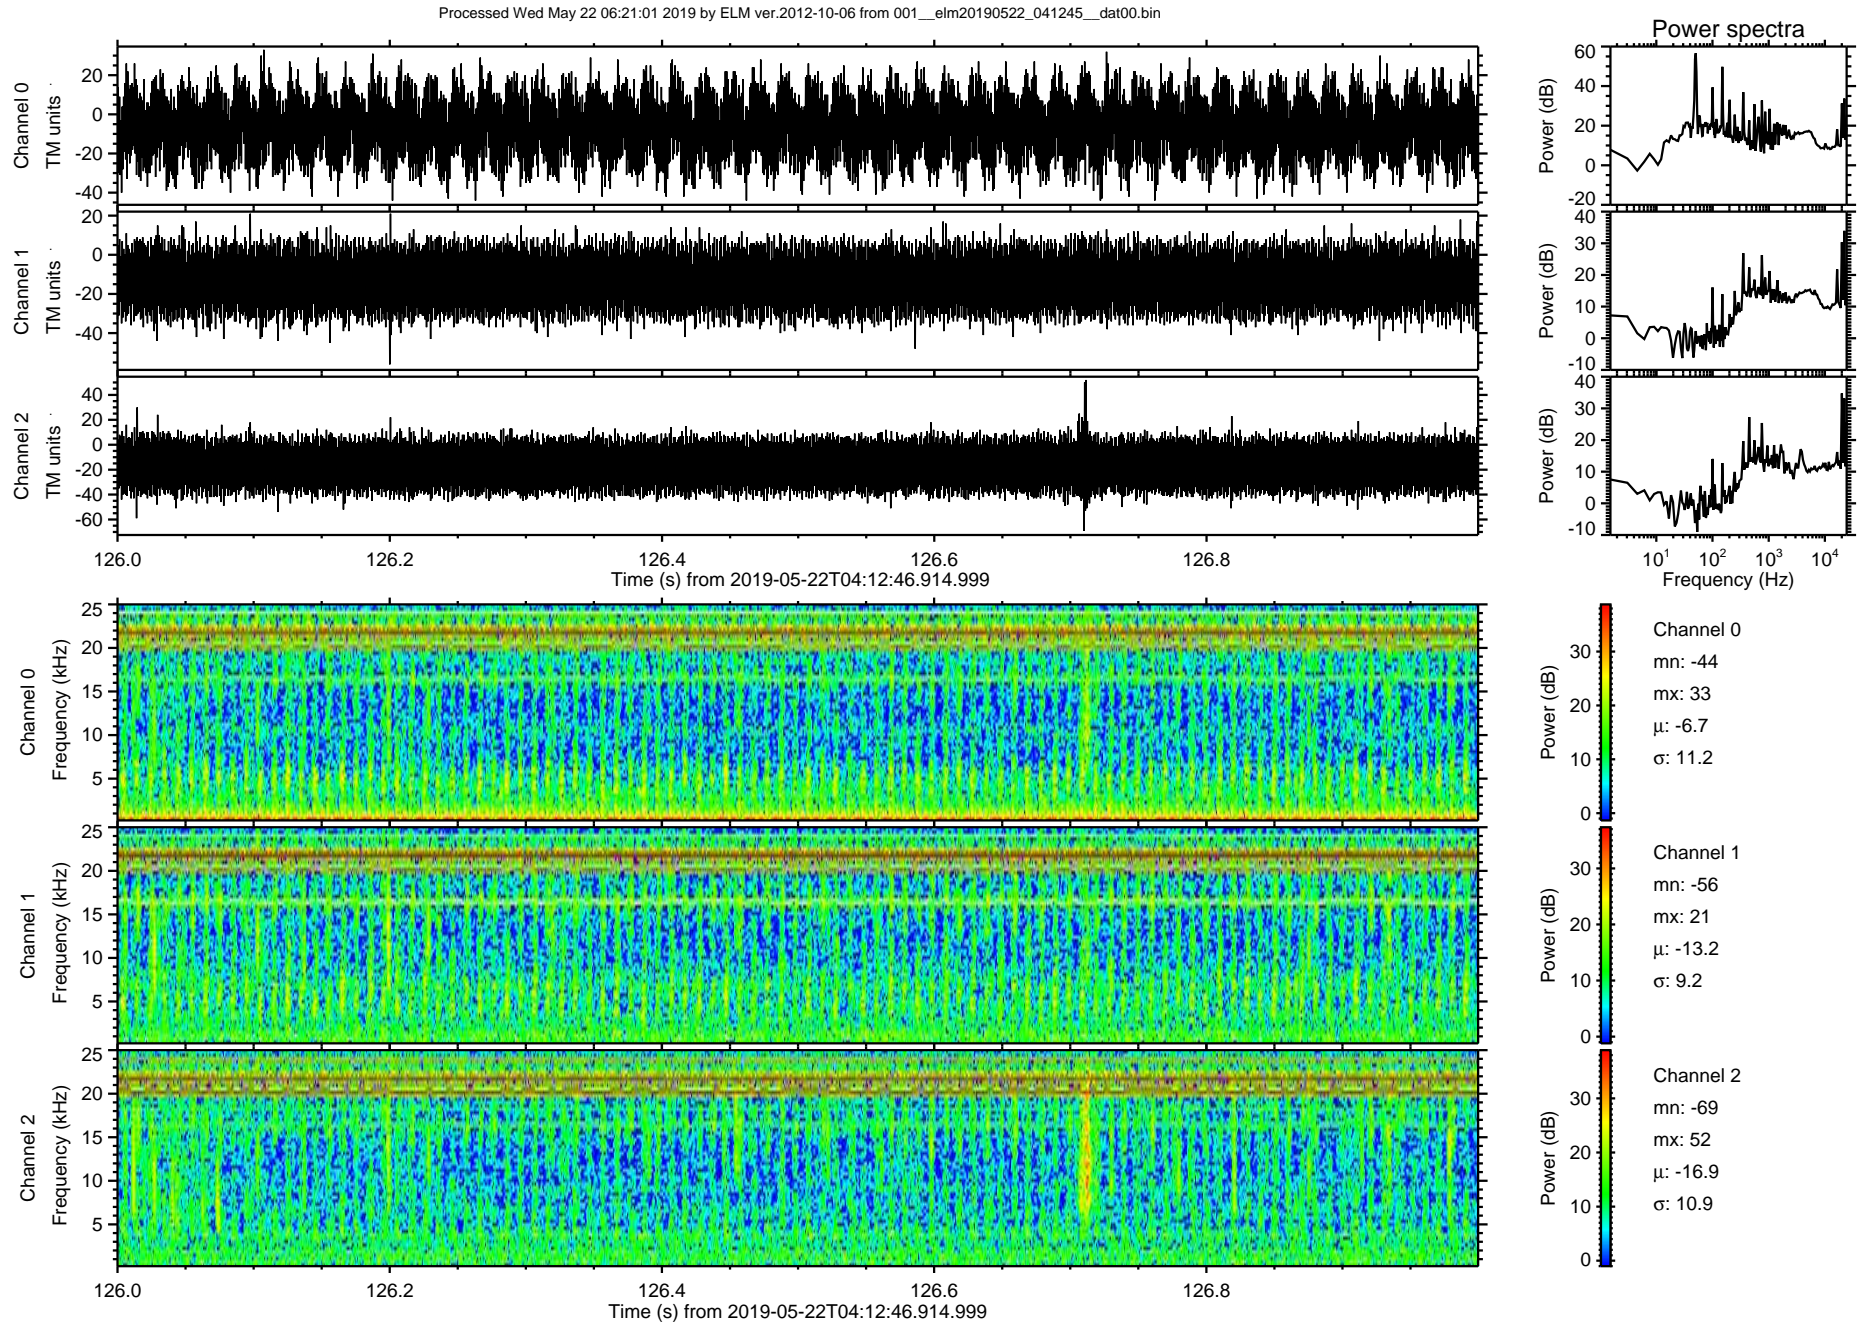 Processed Wed May 22 06:21:01 2019 by ELM ver.2012-10-06 from 001__elm20190522_041245__dat00.bin
Power spectra
Channel 0
TM units
20
0
-20
-40
Power (dB)
60
40
20
0
-20
Channel 1
TM units
20
0
-20
-40
Power (dB)
40
30
20
10
0
-10
Channel 2
TM units
40
20
0
-20
-40
-60
Power (dB)
40
30
20
10
0
-10
126.0 126.2 126.4 126.6 126.8
Time (s) from 2019-05-22T04:12:46.914.999
10¹ 10² 10³ 10⁴
Frequency (Hz)
Channel 0
Frequency (kHz)
25
20
15
10
5
Power (dB)
30
20
10
0
Channel 0
mn: -44
mx: 33
μ: -6.7
σ: 11.2
Channel 1
Frequency (kHz)
25
20
15
10
5
Power (dB)
30
20
10
0
Channel 1
mn: -56
mx: 21
μ: -13.2
σ: 9.2
Channel 2
Frequency (kHz)
25
20
15
10
5
Power (dB)
30
20
10
0
Channel 2
mn: -69
mx: 52
μ: -16.9
σ: 10.9
126.0 126.2 126.4 126.6 126.8
Time (s) from 2019-05-22T04:12:46.914.999